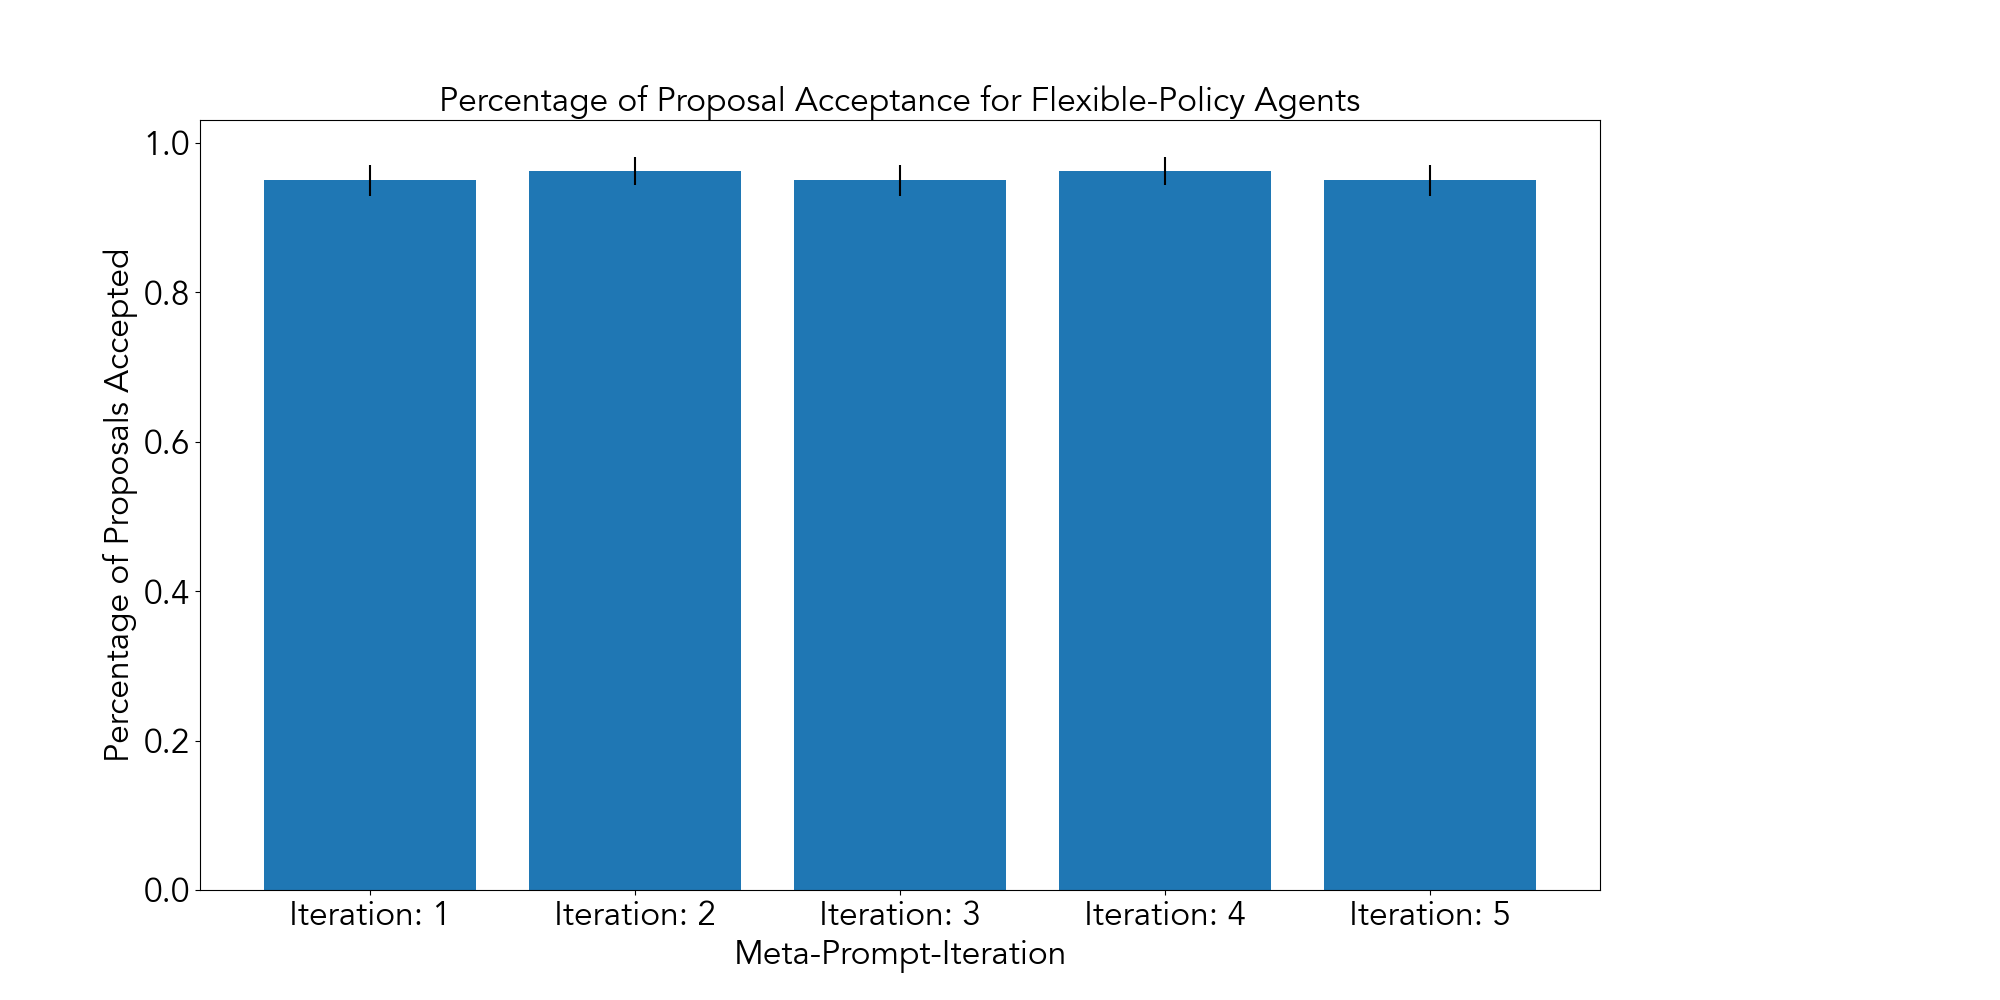 Percentage of Proposal Acceptance for Flexible-Policy Agents
Percentage of Proposals Accepted
1.0
0.8
0.6
0.4
0.2
0.0
Iteration: 1
Iteration: 2
Iteration: 3
Iteration: 4
Iteration: 5
Meta-Prompt-Iteration